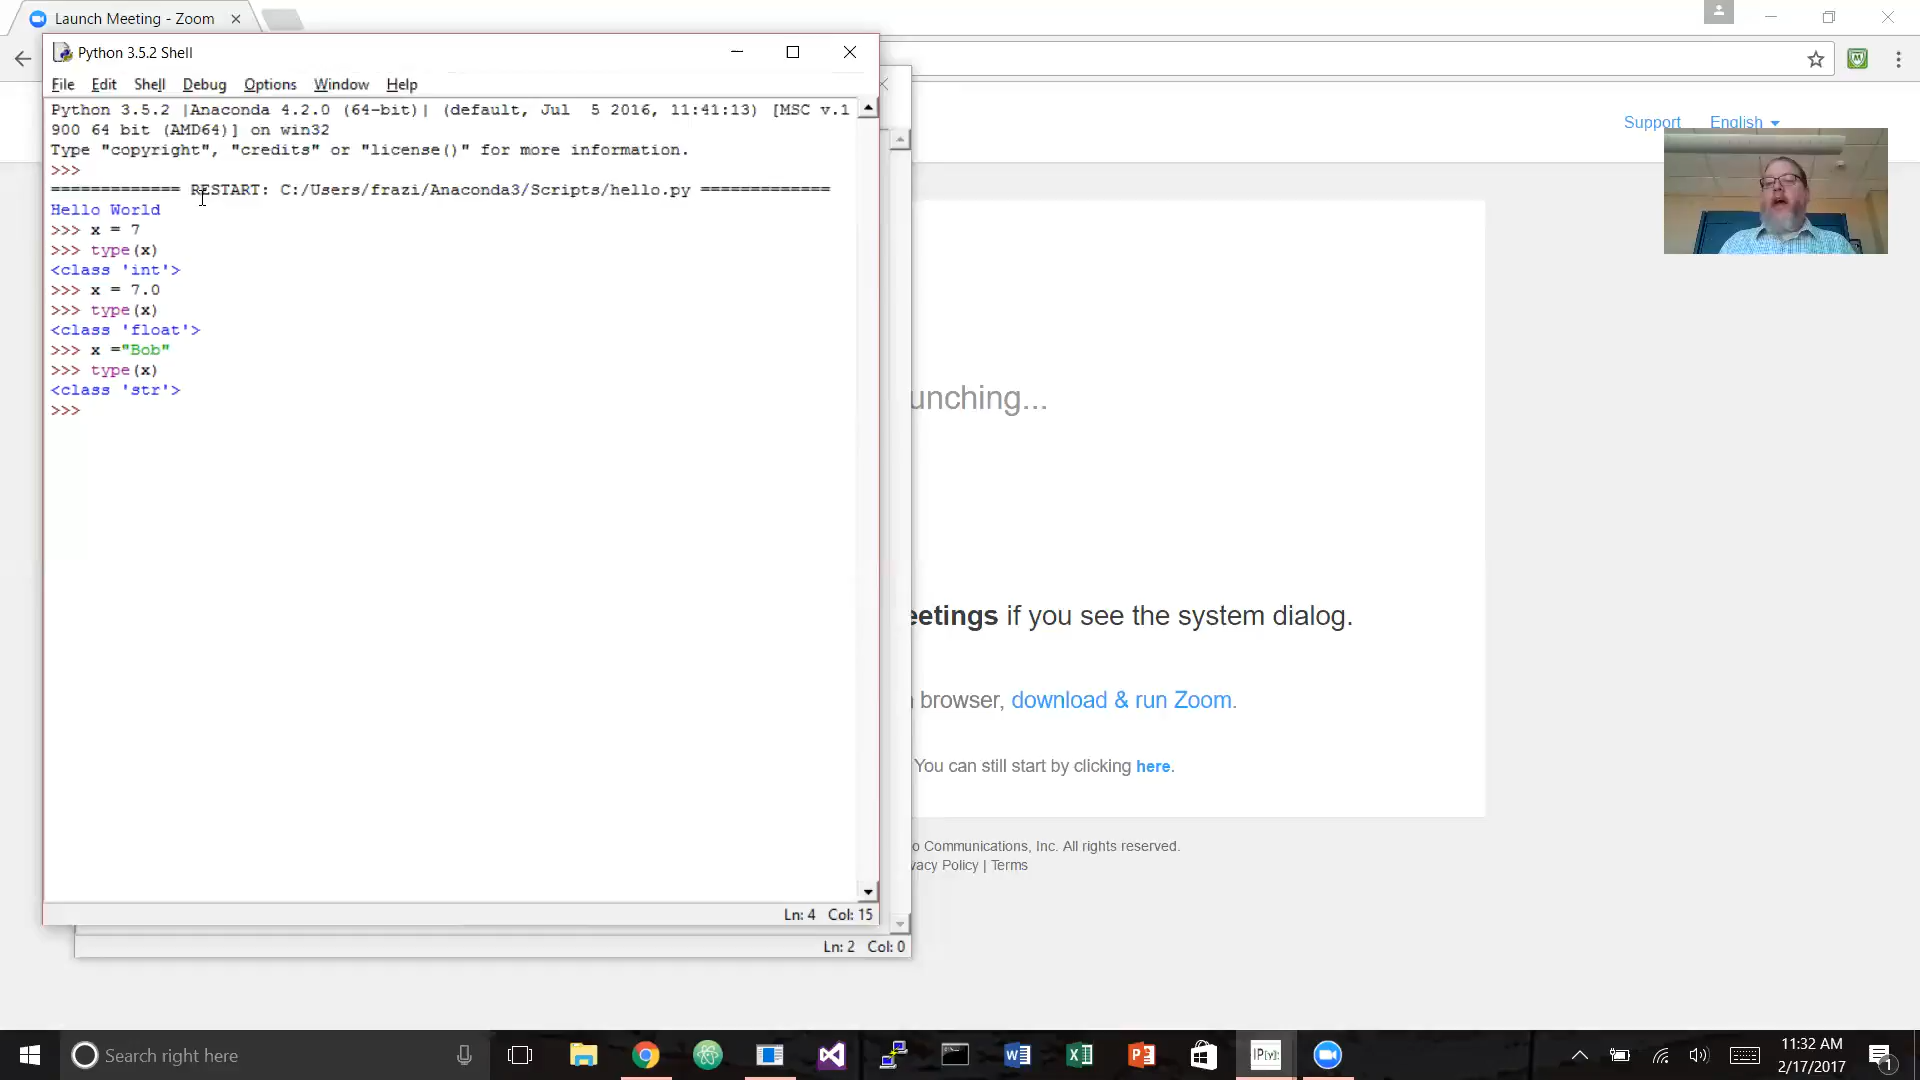 Launch Meeting - Zoom
Python 3.5.2 Shell
File Edit Shell Debug Options Window Help
Python 3.5.2 |Anaconda 4.2.0 (64-bit)| (default, Jul  5 2016, 11:41:13) [MSC v.1
900 64 bit (AMD64)] on win32
Type "copyright", "credits" or "license()" for more information.
>>>
============= RESTART: C:/Users/frazi/Anaconda3/Scripts/hello.py =============
Hello World
>>> x = 7
>>> type(x)
<class 'int'>
>>> x = 7.0
>>> type(x)
<class 'float'>
>>> x ="Bob"
>>> type(x)
<class 'str'>
>>>
Ln: 4 Col: 15
Ln: 2 Col: 0
Support English
unching...
eetings if you see the system dialog.
browser, download & run Zoom.
You can still start by clicking here.
o Communications, Inc. All rights reserved.
vacy Policy | Terms
Search right here
IP[y]:
11:32 AM
2/17/2017
1